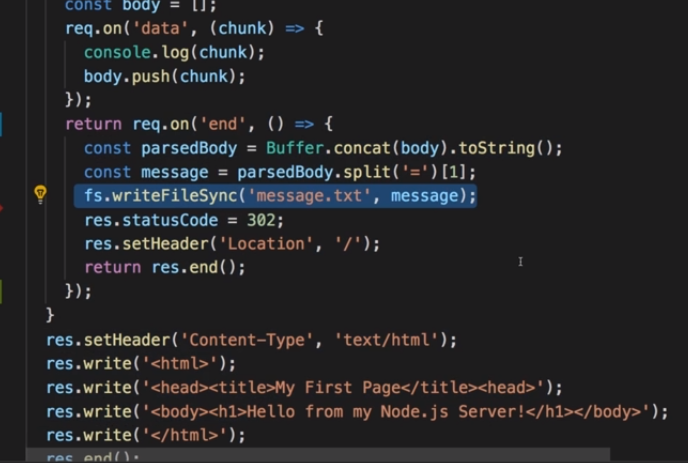 const body = [];
req.on('data', (chunk) => {
console.log(chunk);
body.push(chunk);
});
return req.on('end', () => {
const parsedBody = Buffer.concat(body).toString();
const message = parsedBody.split('=')[1];
fs.writeFileSync('message.txt', message);
res.statusCode = 302;
res.setHeader('Location', '/');
return res.end();
});
}
res.setHeader('Content-Type', 'text/html');
res.write('<html>');
res.write('<head><title>My First Page</title><head>');
res.write('<body><h1>Hello from my Node.js Server!</h1></body>');
res.write('</html>');
res.end();